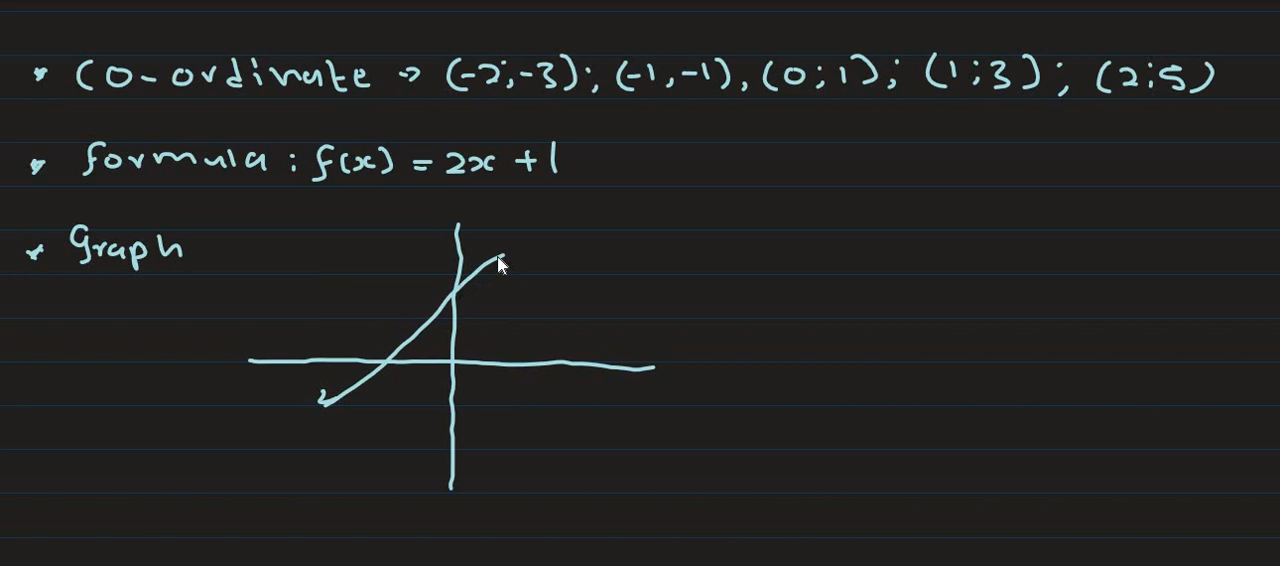 * Co-ordinate → (-2;-3); (-1,-1), (0;1); (1;3); (2;5)
* formula : f(x) = 2x + 1
* Graph